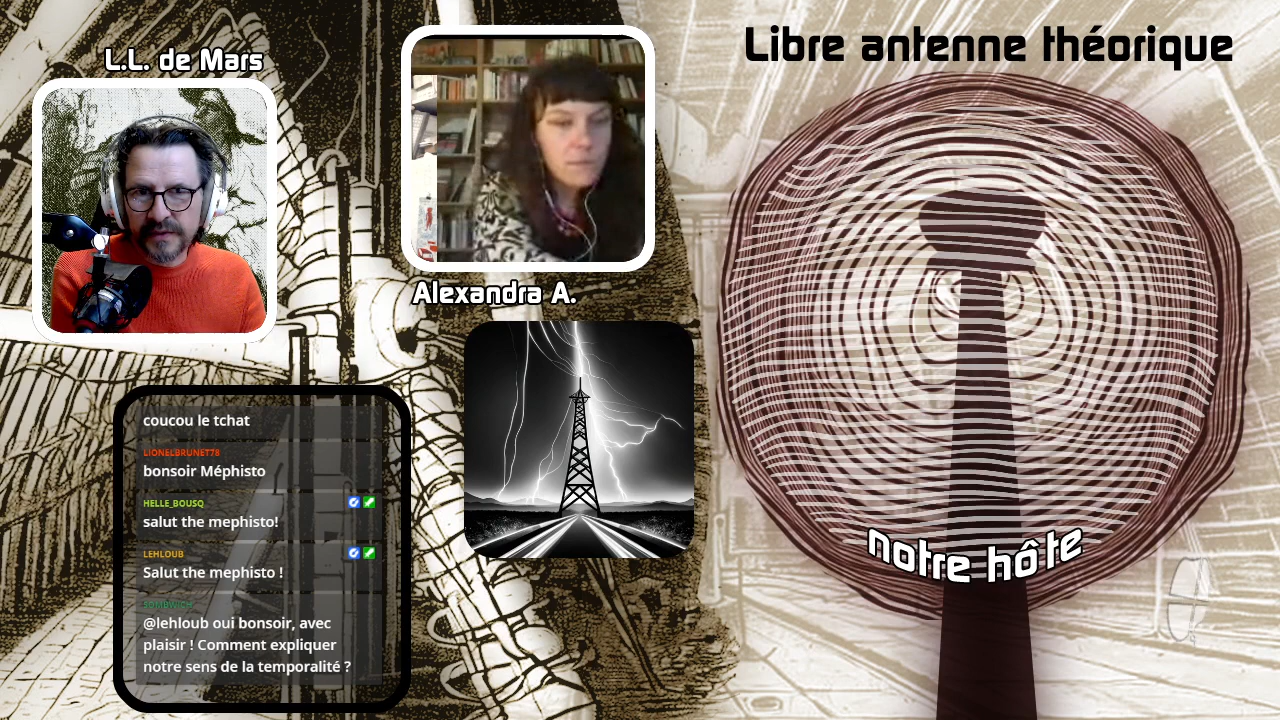 L.L. de Mars
Libre antenne théorique
Alexandra A.
coucou le tchat
LIONELBRUNET78
bonsoir Méphisto
HELLE_BOUSQ
salut the mephisto!
LEHLOUB
Salut the mephisto !
SOMBWICH
@lehloub oui bonsoir, avec
plaisir ! Comment expliquer
notre sens de la temporalité ?
notre hôte